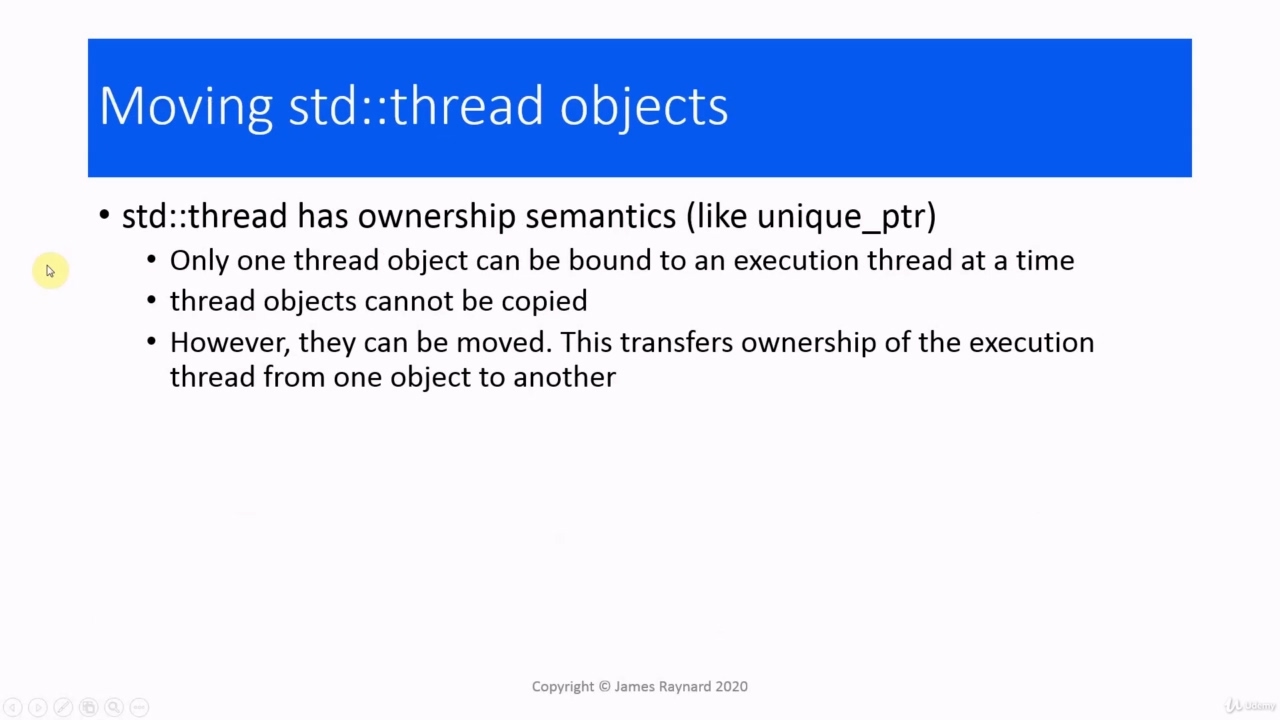 Moving std::thread objects
• std::thread has ownership semantics (like unique_ptr)
• Only one thread object can be bound to an execution thread at a time
• thread objects cannot be copied
• However, they can be moved. This transfers ownership of the execution
thread from one object to another
Copyright © James Raynard 2020
Udemy